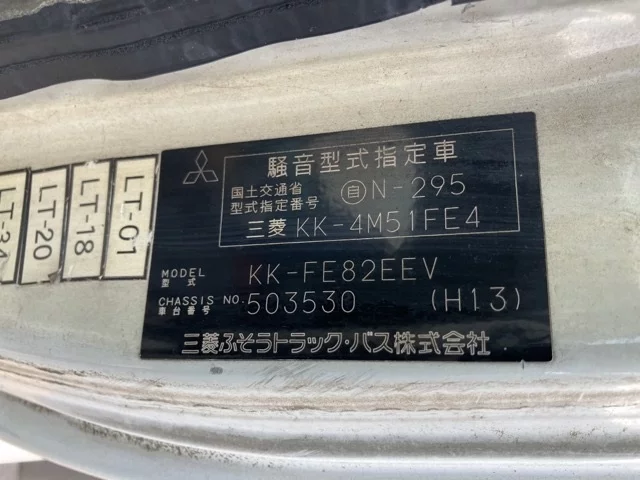 騒音型式指定車
国土交通省
型式指定番号 自N-295
三菱 KK-4M51FE4
MODEL
型式 KK-FE82EEV
CHASSIS NO.
車台番号 503530 (H13)
三菱ふそうトラック・バス株式会社
LT-01
LT-18
LT-20